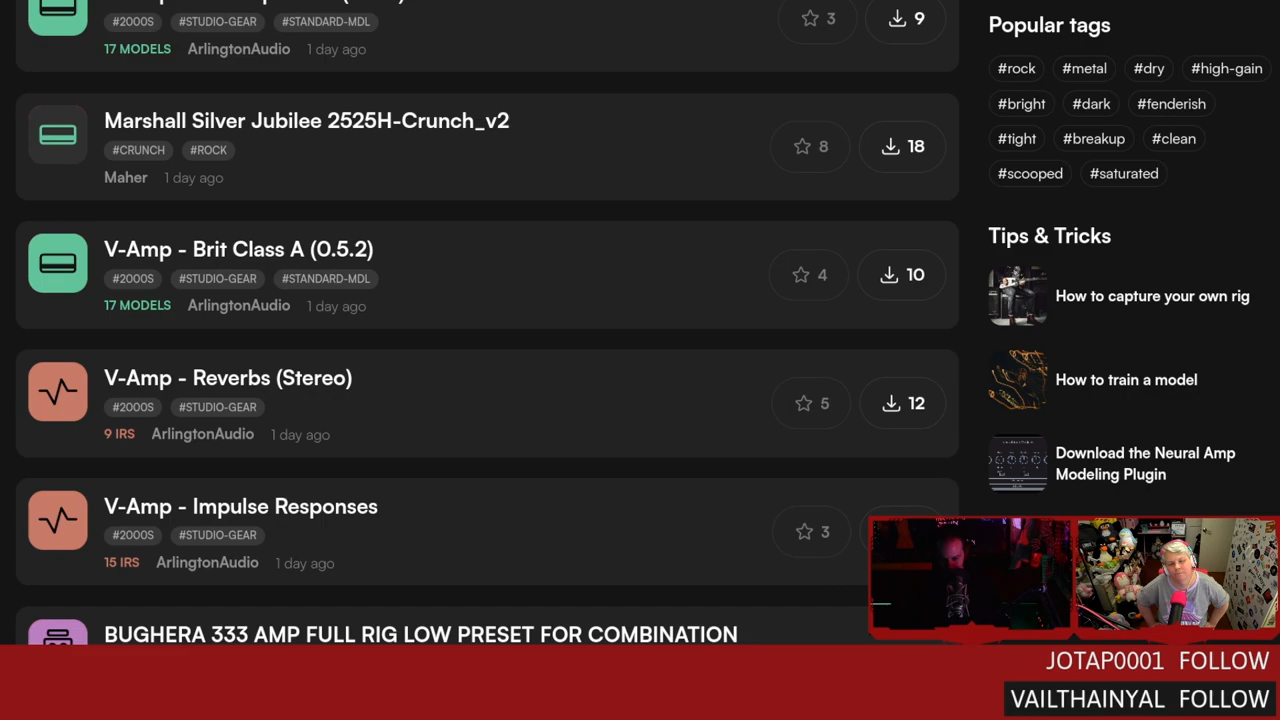 #2000S #STUDIO-GEAR #STANDARD-MDL
17 MODELS ArlingtonAudio 1 day ago
3 9
Marshall Silver Jubilee 2525H-Crunch_v2
#CRUNCH #ROCK
Maher 1 day ago
8 18
V-Amp - Brit Class A (0.5.2)
#2000S #STUDIO-GEAR #STANDARD-MDL
17 MODELS ArlingtonAudio 1 day ago
4 10
V-Amp - Reverbs (Stereo)
#2000S #STUDIO-GEAR
9 IRS ArlingtonAudio 1 day ago
5 12
V-Amp - Impulse Responses
#2000S #STUDIO-GEAR
15 IRS ArlingtonAudio 1 day ago
3
BUGHERA 333 AMP FULL RIG LOW PRESET FOR COMBINATION
Popular tags
#rock #metal #dry #high-gain
#bright #dark #fenderish
#tight #breakup #clean
#scooped #saturated
Tips & Tricks
How to capture your own rig
How to train a model
Download the Neural Amp
Modeling Plugin
JOTAP0001 FOLLOW
VAILTHAINYAL FOLLOW